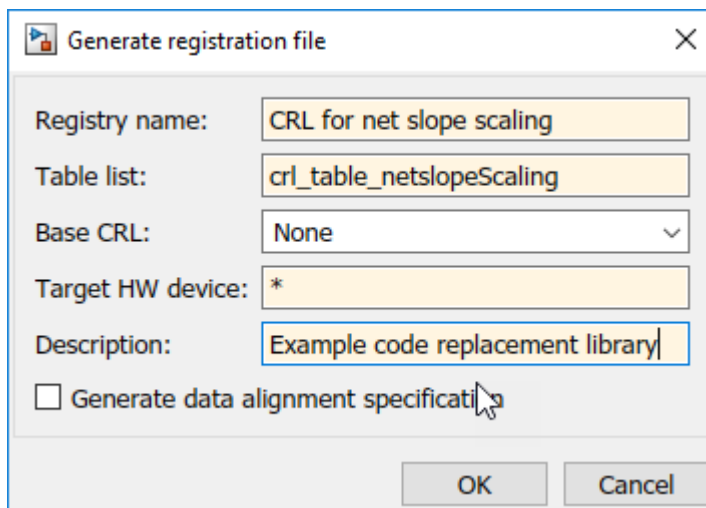 Generate registration file
Registry name: CRL for net slope scaling
Table list: crl_table_netslopeScaling
Base CRL: None
Target HW device: *
Description: Example code replacement library
Generate data alignment specification
OK Cancel